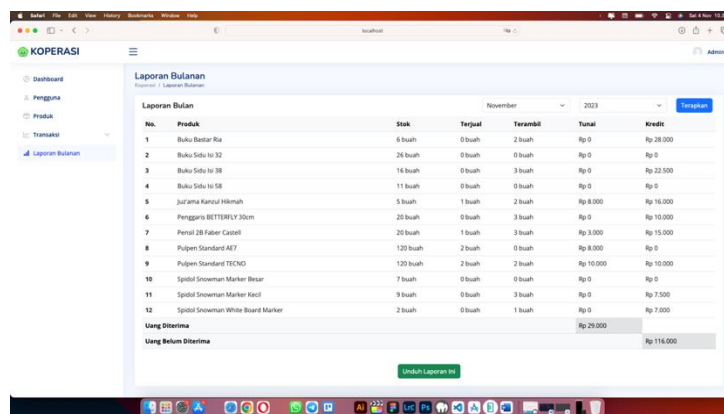 Safari File Edit View History Bookmarks Window Help
Sat 4 Nov
localhost
KOPERASI
Admin
Dashboard
Pengguna
Produk
Transaksi
Laporan Bulanan
Laporan Bulanan
Koperasi / Laporan Bulanan
Laporan Bulan November 2023 Terapkan
No. Produk Stok Terjual Terambil Tunai Kredit
1 Buku Bastar Ria 6 buah 0 buah 2 buah Rp 0 Rp 28.000
2 Buku Sidu Isi 32 26 buah 0 buah 0 buah Rp 0 Rp 0
3 Buku Sidu Isi 38 16 buah 0 buah 3 buah Rp 0 Rp 22.500
4 Buku Sidu Isi 58 11 buah 0 buah 0 buah Rp 0 Rp 0
5 Juz'ama Kanzul Hikmah 5 buah 1 buah 2 buah Rp 8.000 Rp 16.000
6 Penggaris BETTERFLY 30cm 20 buah 0 buah 3 buah Rp 0 Rp 10.000
7 Pensil 2B Faber Castell 20 buah 1 buah 3 buah Rp 3.000 Rp 15.000
8 Pulpen Standard AE7 120 buah 2 buah 0 buah Rp 8.000 Rp 0
9 Pulpen Standard TECNO 120 buah 2 buah 2 buah Rp 10.000 Rp 10.000
10 Spidol Snowman Marker Besar 7 buah 0 buah 0 buah Rp 0 Rp 0
11 Spidol Snowman Marker Kecil 9 buah 0 buah 3 buah Rp 0 Rp 7.500
12 Spidol Snowman White Board Marker 2 buah 0 buah 1 buah Rp 0 Rp 7.000
Uang Diterima Rp 29.000
Uang Belum Diterima Rp 116.000
Unduh Laporan Ini
Ai LrC Ps